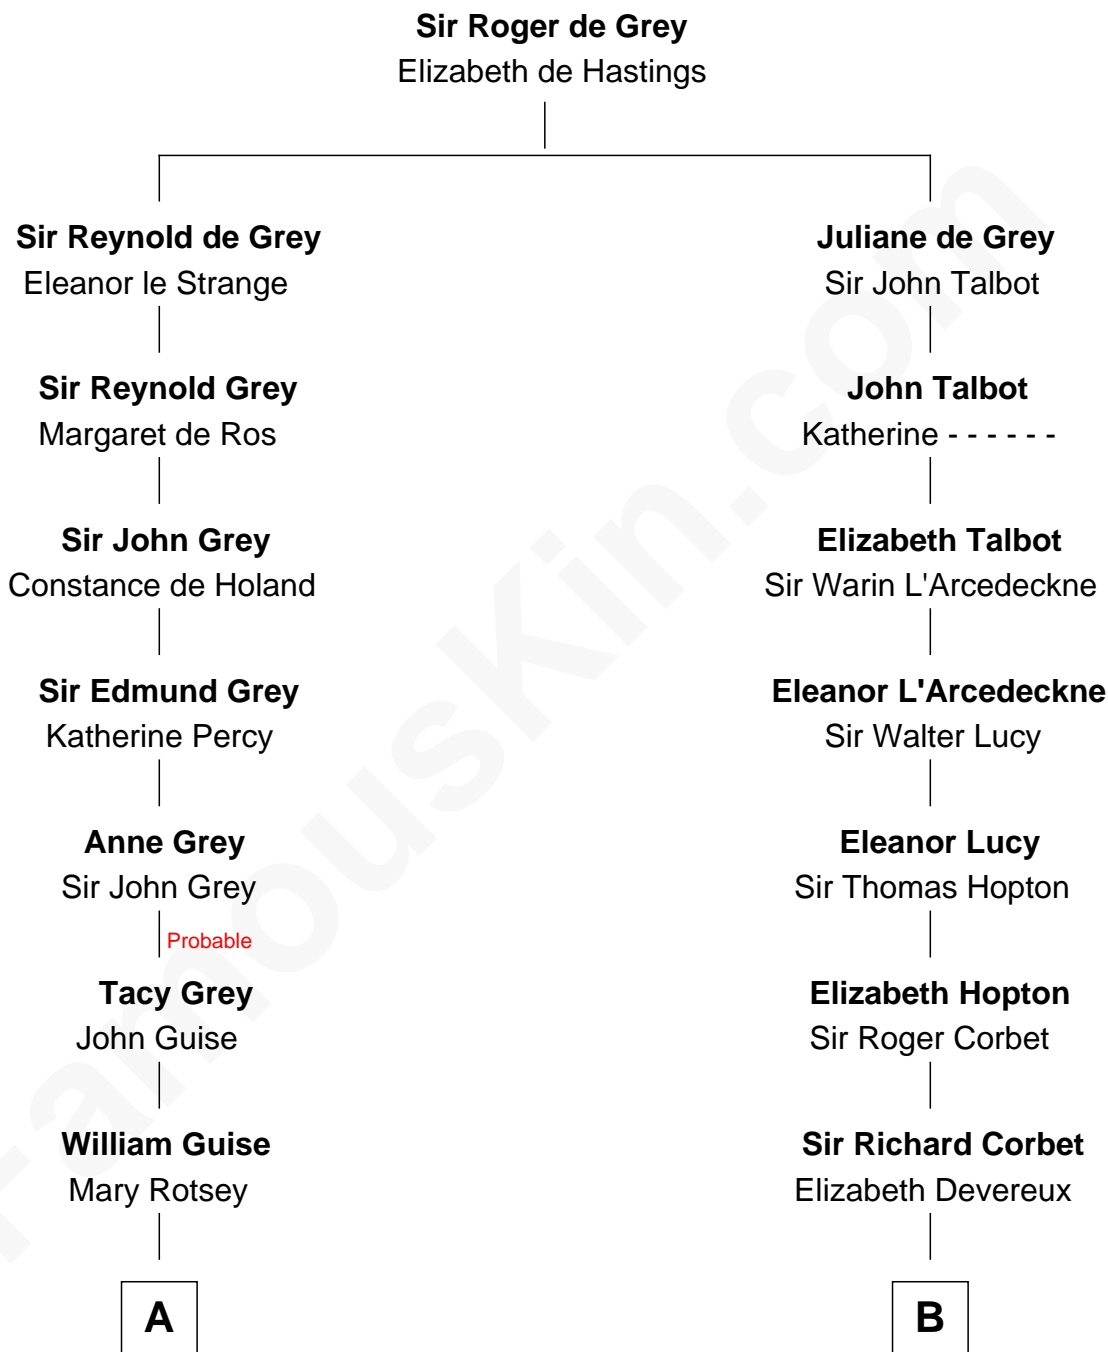 Sir Roger de Grey
Elizabeth de Hastings
Sir Reynold de Grey
Eleanor le Strange
Juliane de Grey
Sir John Talbot
Sir Reynold Grey
Margaret de Ros
John Talbot
Katherine - - - - - -
Sir John Grey
Constance de Holand
Elizabeth Talbot
Sir Warin L'Arcedeckne
Sir Edmund Grey
Katherine Percy
Eleanor L'Arcedeckne
Sir Walter Lucy
Anne Grey
Sir John Grey
Eleanor Lucy
Sir Thomas Hopton
Probable
Tacy Grey
John Guise
Elizabeth Hopton
Sir Roger Corbet
William Guise
Mary Rotsey
Sir Richard Corbet
Elizabeth Devereux
A
B
FamousKin.com